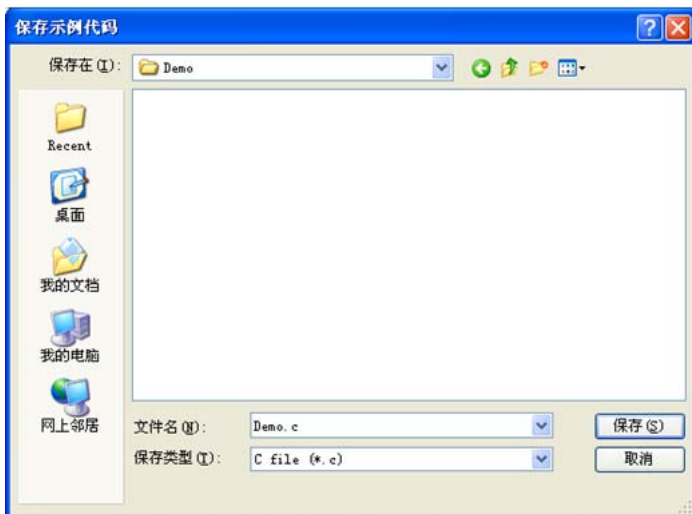 保存示例代码
保存在(I):
Demo
Recent
桌面
我的文档
我的电脑
网上邻居
文件名(N):
Demo.c
保存(S)
保存类型(T):
C file (*.c)
取消